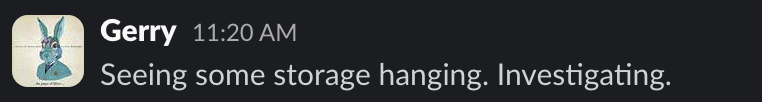 Gerry 11:20 AM
Seeing some storage hanging. Investigating.